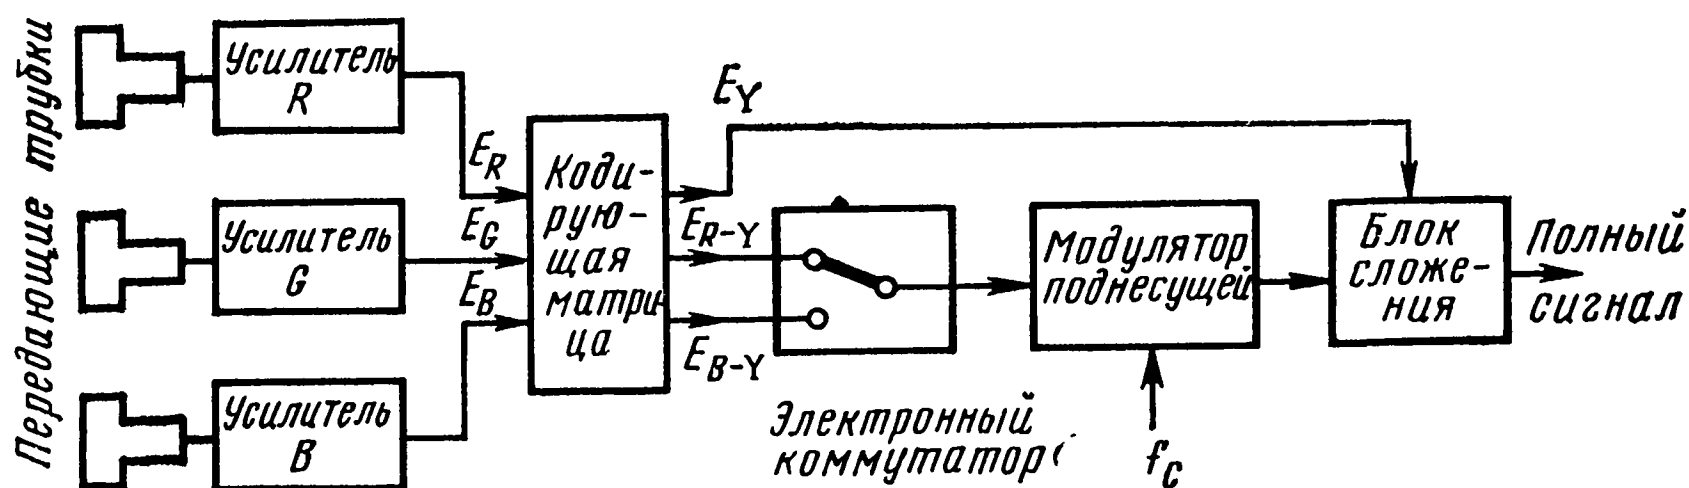 Передающие трубки
Усилитель
R
Усилитель
G
Усилитель
B
E_R
E_G
E_B
Коди-
рую-
щая
матри-
ца
E_Y
E_R-Y
E_B-Y
Электронный
коммутатор
Модулятор
поднесущей
f_c
Блок
сложе-
ния
Полный
сигнал